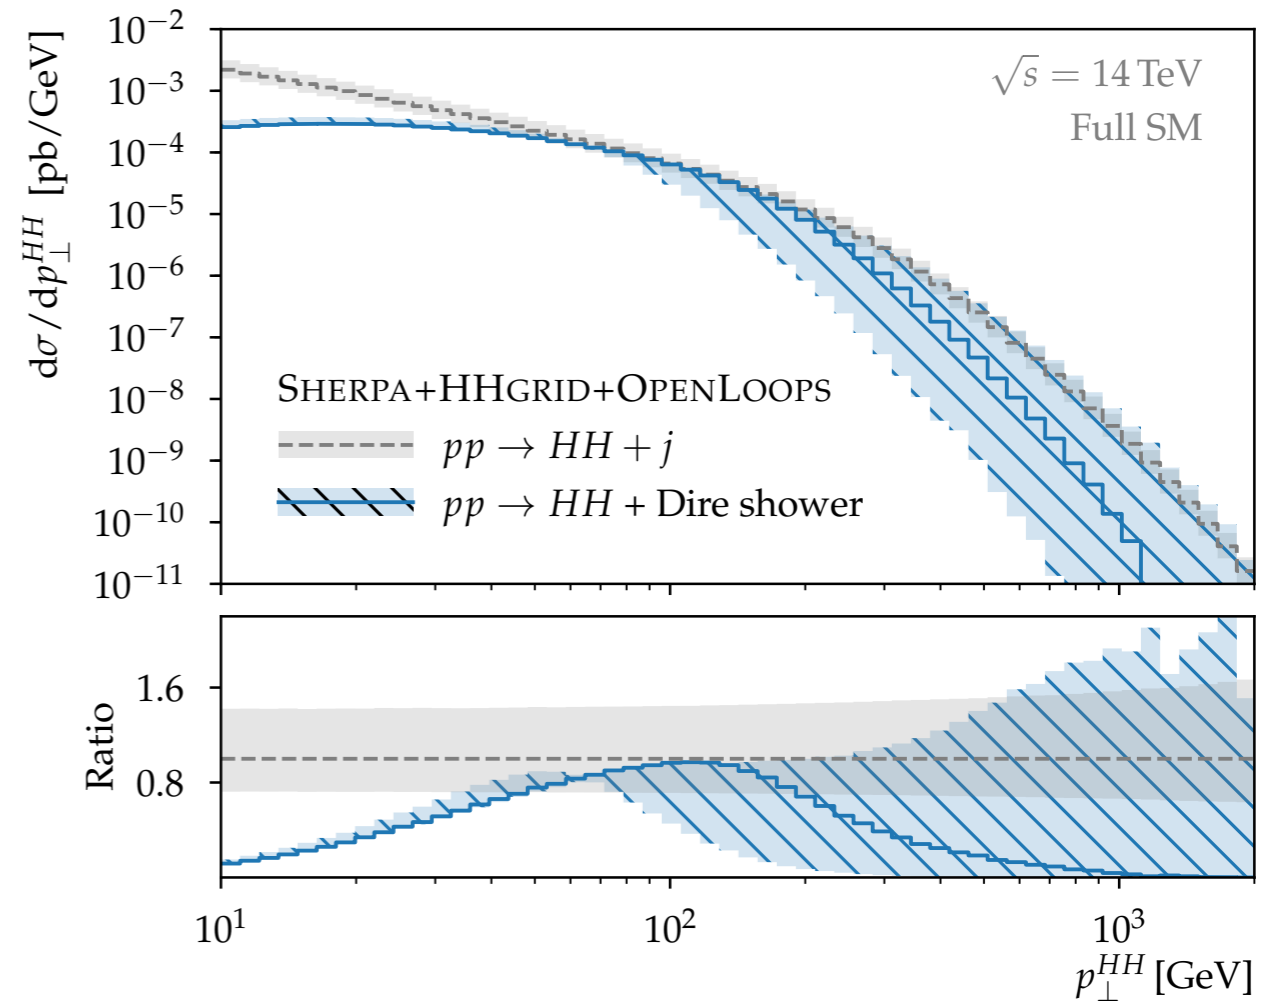 dσ/dp_⊥^{HH} [pb/GeV]
10^{-2}
10^{-3}
10^{-4}
10^{-5}
10^{-6}
10^{-7}
10^{-8}
10^{-9}
10^{-10}
10^{-11}
√s = 14 TeV
Full SM
SHERPA+HHGRID+OPENLOOPS
pp → HH + j
pp → HH + Dire shower
Ratio
1.6
0.8
10^1 10^2 10^3
p_⊥^{HH} [GeV]